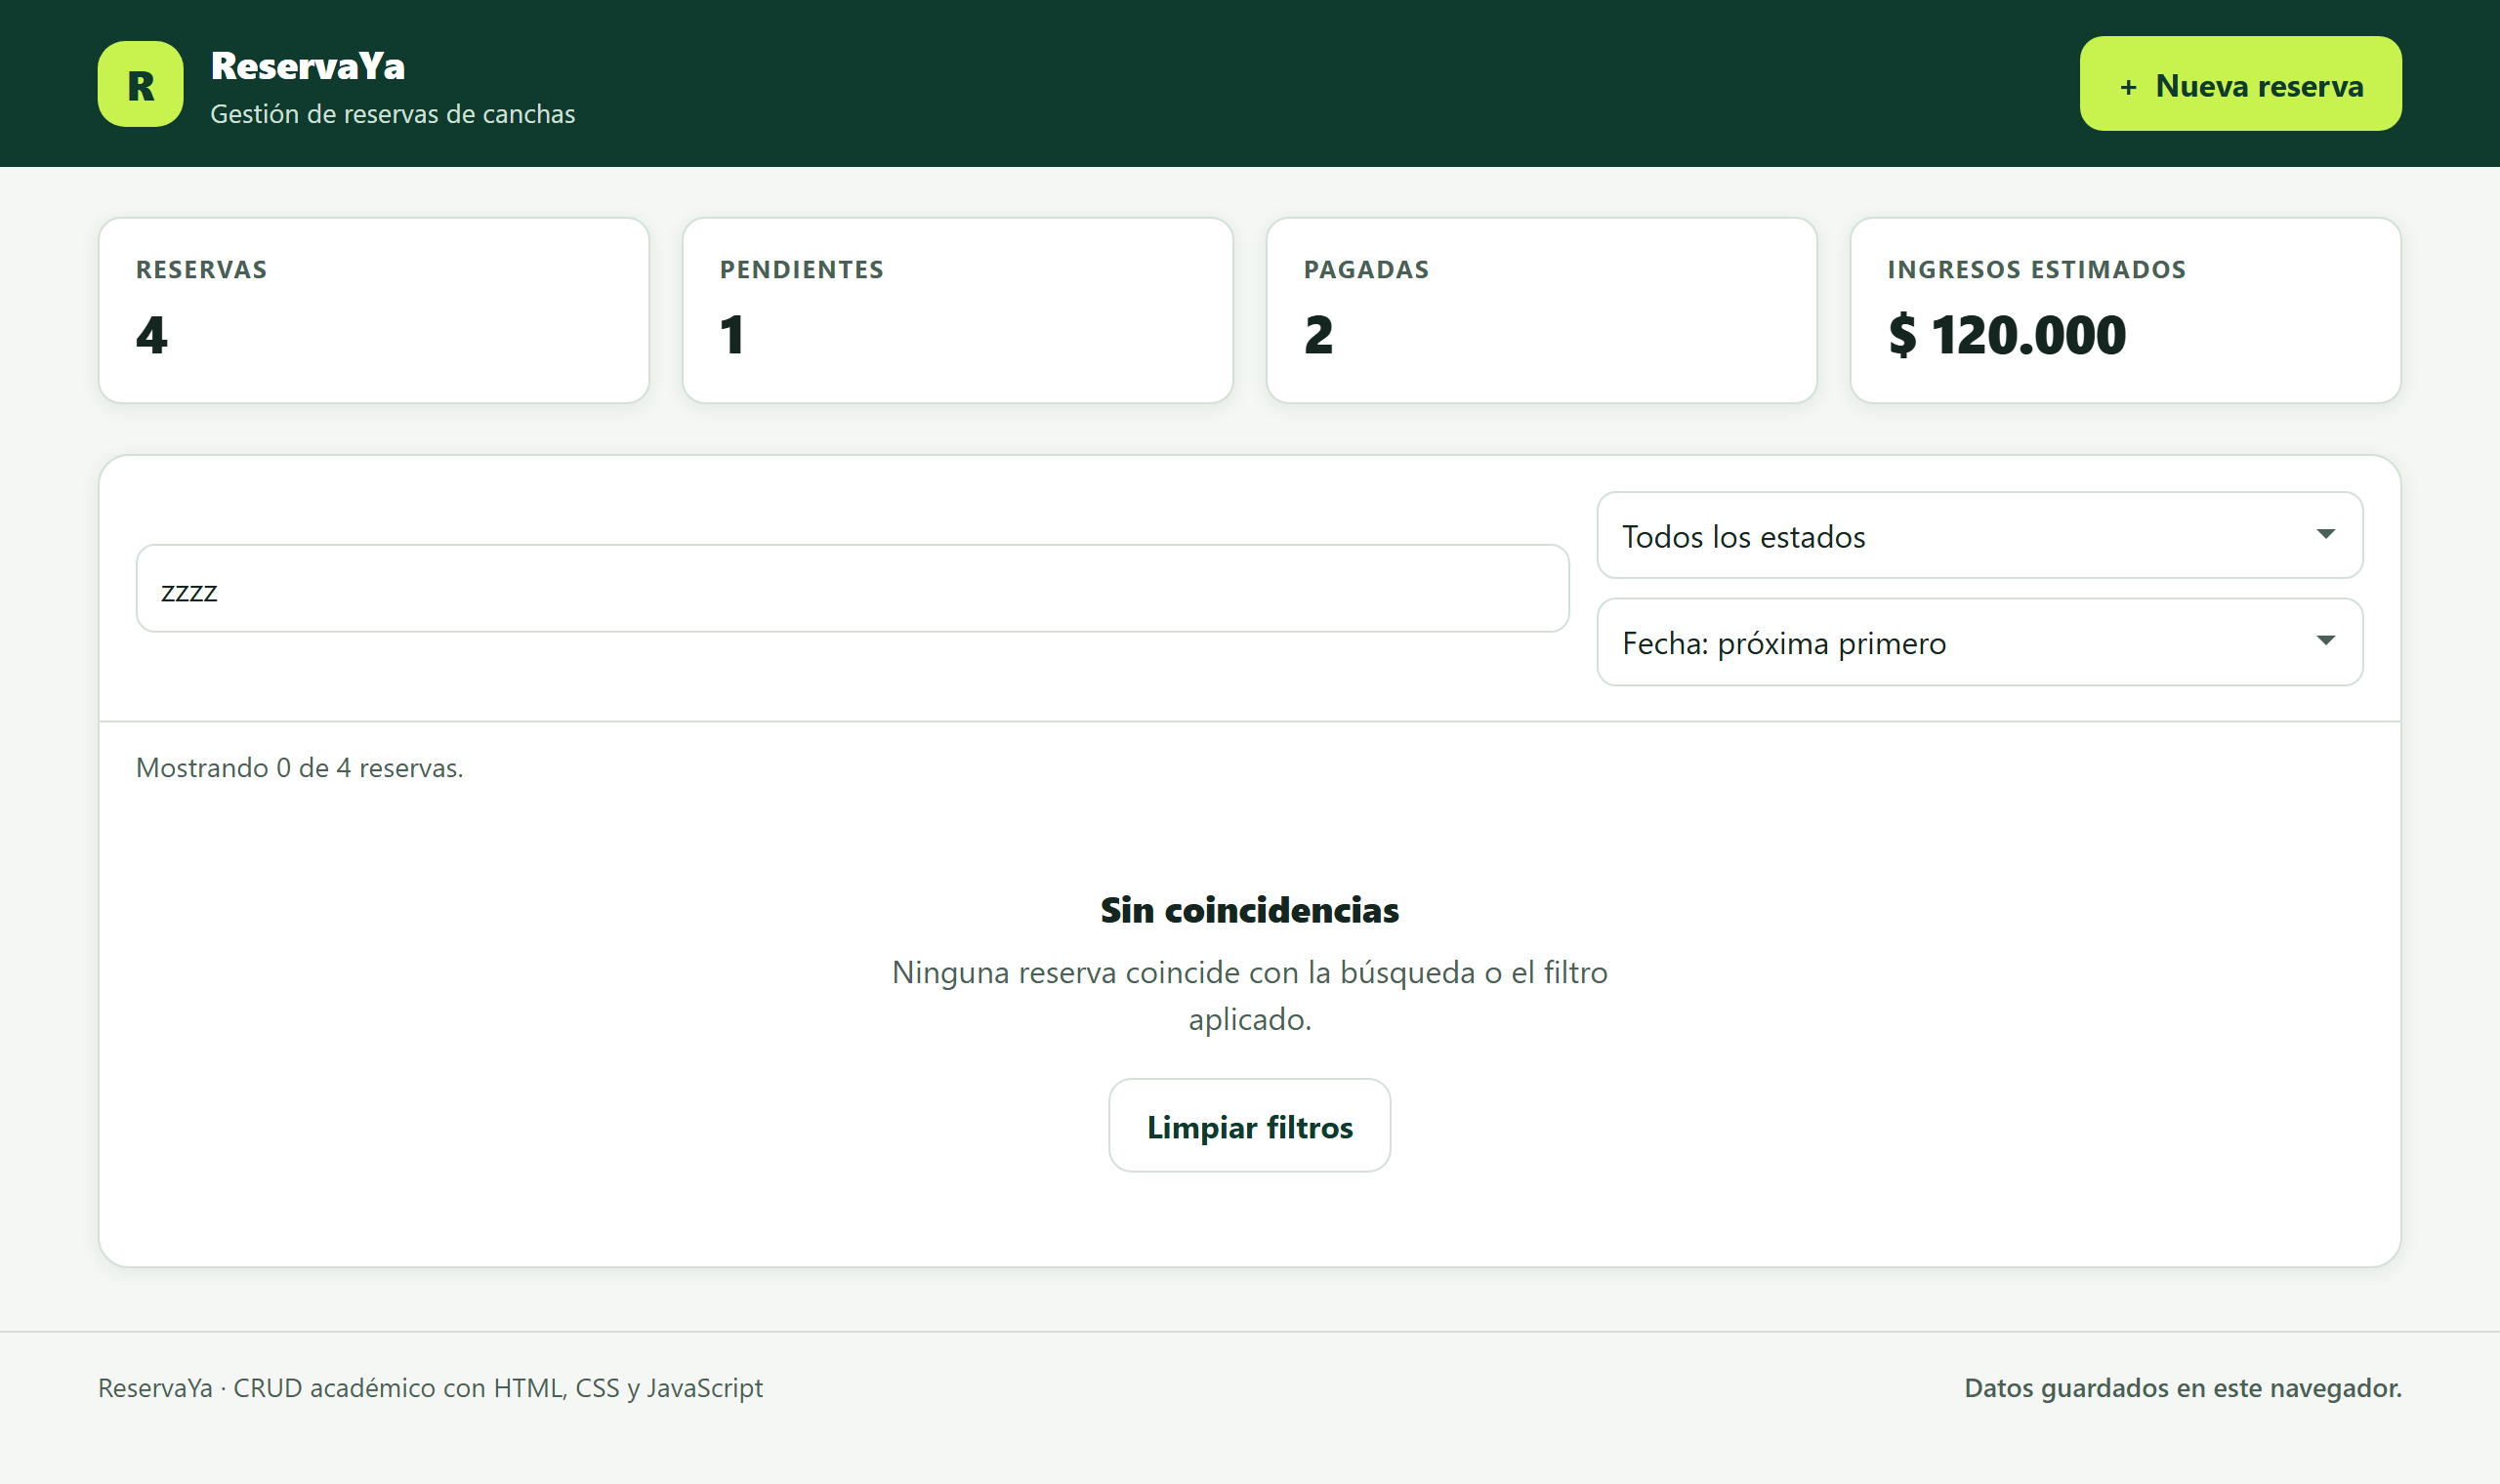 R
ReservaYa
Gestión de reservas de canchas
+ Nueva reserva
RESERVAS
4
PENDIENTES
1
PAGADAS
2
INGRESOS ESTIMADOS
$ 120.000
zzzz
Todos los estados
Fecha: próxima primero
Mostrando 0 de 4 reservas.
Sin coincidencias
Ninguna reserva coincide con la búsqueda o el filtro
aplicado.
Limpiar filtros
ReservaYa · CRUD académico con HTML, CSS y JavaScript
Datos guardados en este navegador.